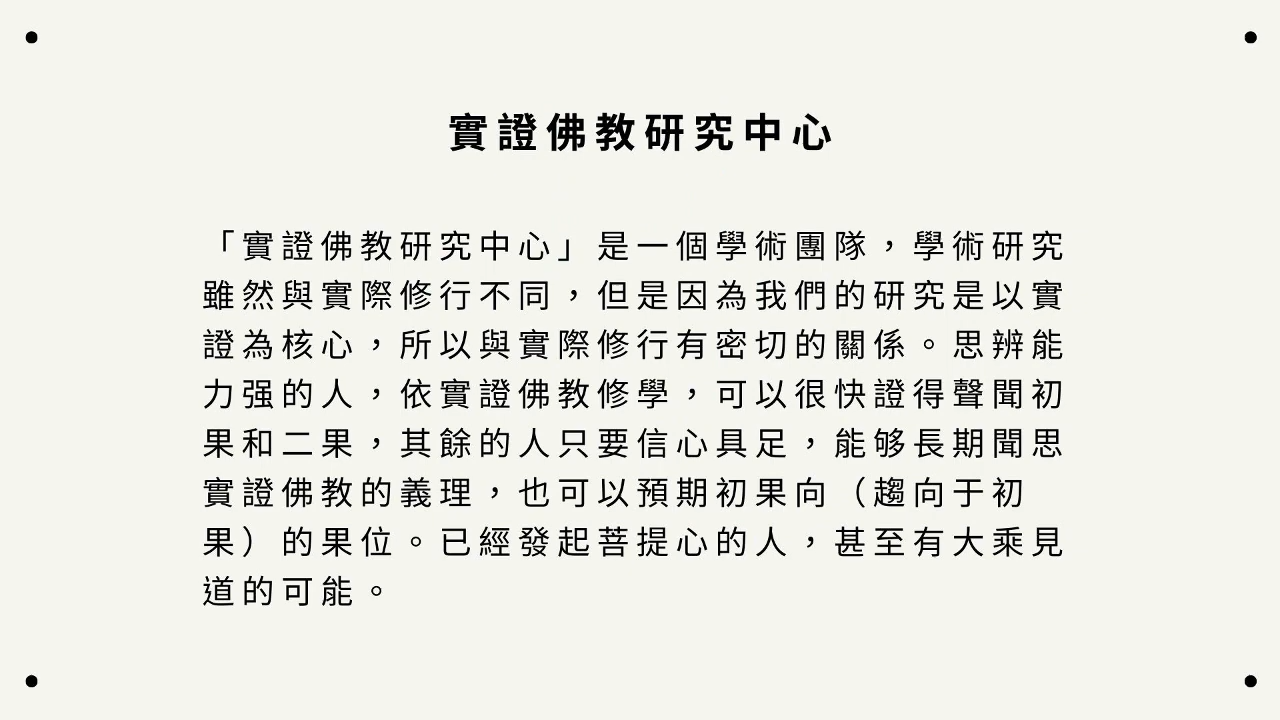 實證佛教研究中心
「實證佛教研究中心」是一個學術團隊，學術研究
雖然與實際修行不同，但是因為我們的研究是以實
證為核心，所以與實際修行有密切的關係。思辨能
力强的人，依實證佛教修學，可以很快證得聲聞初
果和二果，其餘的人只要信心具足，能够長期聞思
實證佛教的義理，也可以預期初果向（趨向于初
果）的果位。已經發起菩提心的人，甚至有大乘見
道的可能。